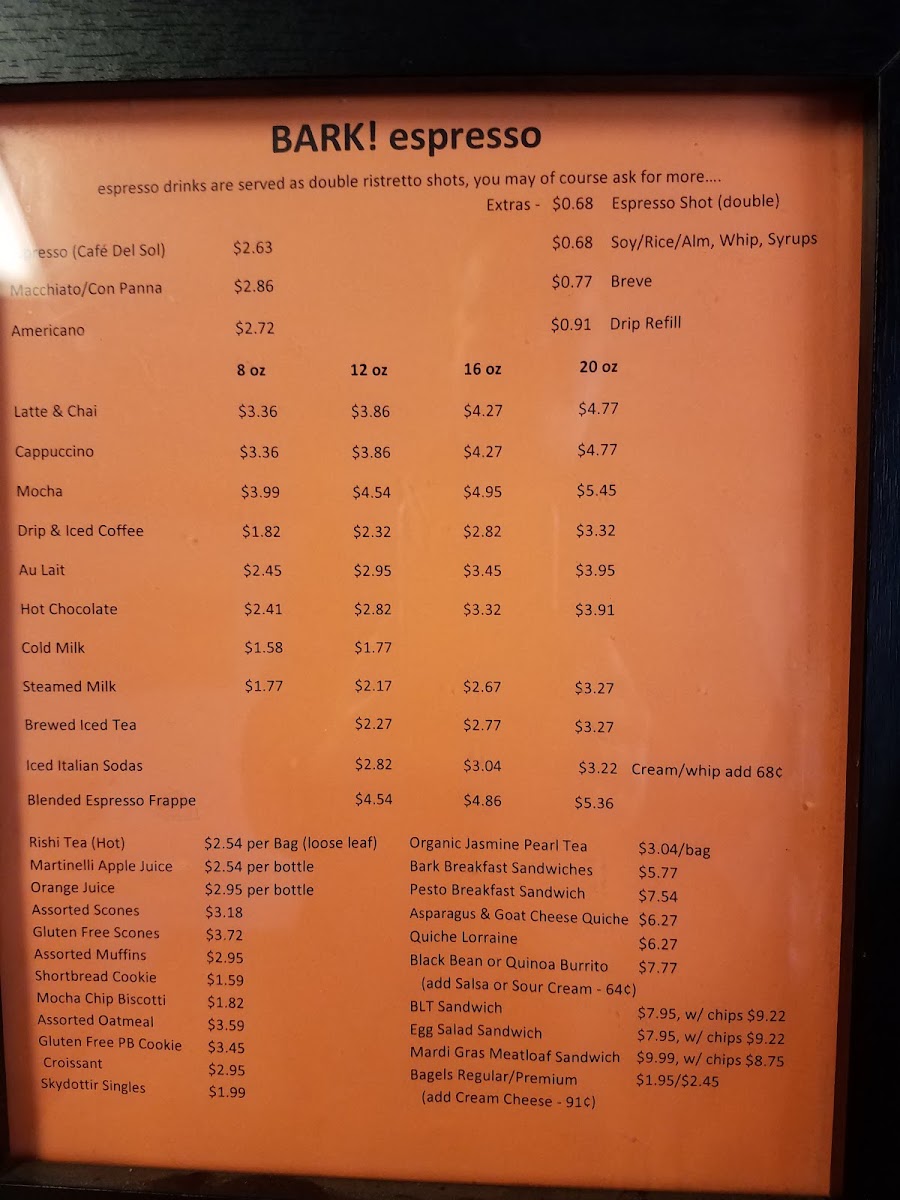 BARK! espresso
espresso drinks are served as double ristretto shots, you may of course ask for more....
Extras - $0.68 Espresso Shot (double)
(Café Del Sol) $2.63 $0.68 Soy/Rice/Alm, Whip, Syrups
Macchiato/Con Panna $2.86 $0.77 Breve
Americano $2.72 $0.91 Drip Refill
8 oz 12 oz 16 oz 20 oz
Latte & Chai $3.36 $3.86 $4.27 $4.77
Cappuccino $3.36 $3.86 $4.27 $4.77
Mocha $3.99 $4.54 $4.95 $5.45
Drip & Iced Coffee $1.82 $2.32 $2.82 $3.32
Au Lait $2.45 $2.95 $3.45 $3.95
Hot Chocolate $2.41 $2.82 $3.32 $3.91
Cold Milk $1.58 $1.77
Steamed Milk $1.77 $2.17 $2.67 $3.27
Brewed Iced Tea $2.27 $2.77 $3.27
Iced Italian Sodas $2.82 $3.04 $3.22 Cream/whip add 68¢
Blended Espresso Frappe $4.54 $4.86 $5.36
Rishi Tea (Hot) $2.54 per Bag (loose leaf)
Martinelli Apple Juice $2.54 per bottle
Orange Juice $2.95 per bottle
Assorted Scones $3.18
Gluten Free Scones $3.72
Assorted Muffins $2.95
Shortbread Cookie $1.59
Mocha Chip Biscotti $1.82
Assorted Oatmeal $3.59
Gluten Free PB Cookie $3.45
Croissant $2.95
Skydottir Singles $1.99
Organic Jasmine Pearl Tea $3.04/bag
Bark Breakfast Sandwiches $5.77
Pesto Breakfast Sandwich $7.54
Asparagus & Goat Cheese Quiche $6.27
Quiche Lorraine $6.27
Black Bean or Quinoa Burrito $7.77
(add Salsa or Sour Cream - 64¢)
BLT Sandwich $7.95, w/ chips $9.22
Egg Salad Sandwich $7.95, w/ chips $9.22
Mardi Gras Meatloaf Sandwich $9.99, w/ chips $8.75
Bagels Regular/Premium $1.95/$2.45
(add Cream Cheese - 91¢)